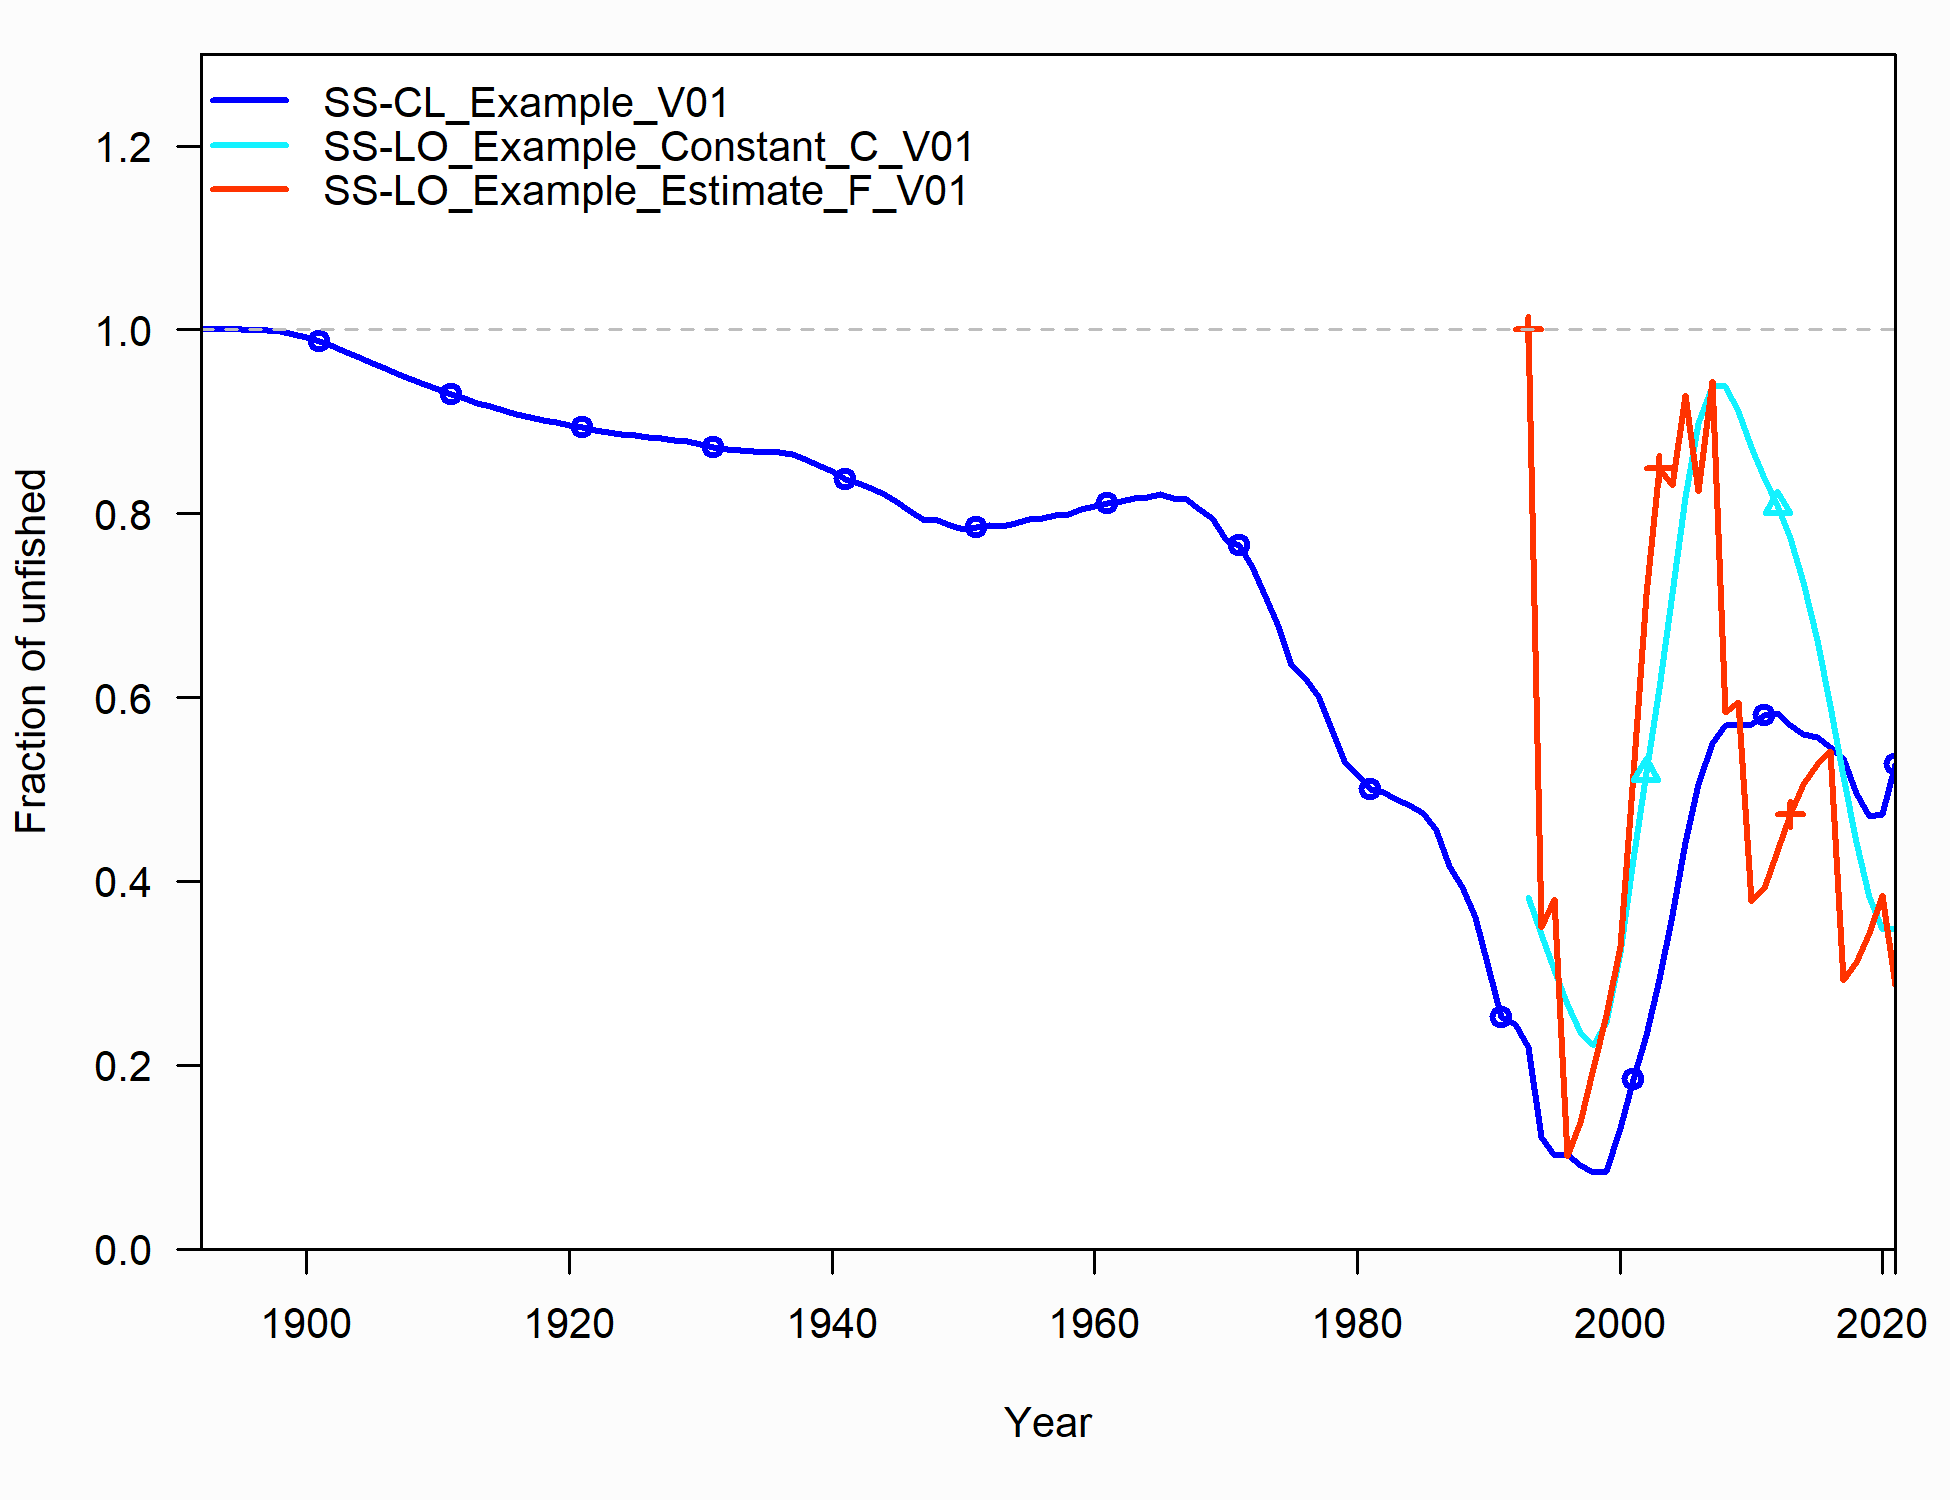 SS-CL_Example_V01
SS-LO_Example_Constant_C_V01
SS-LO_Example_Estimate_F_V01
1.2
1.0
0.8
0.6
0.4
0.2
0.0
Fraction of unfished
1900 1920 1940 1960 1980 2000 2020
Year